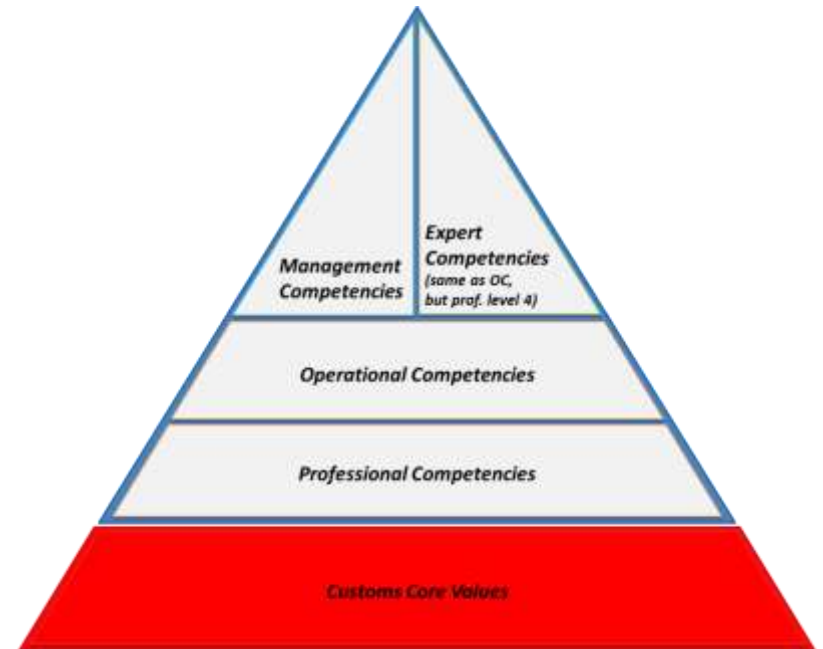 Management
Competencies
Expert
Competencies
(same as OC,
but prof. level 4)
Operational Competencies
Professional Competencies
Customs Core Values